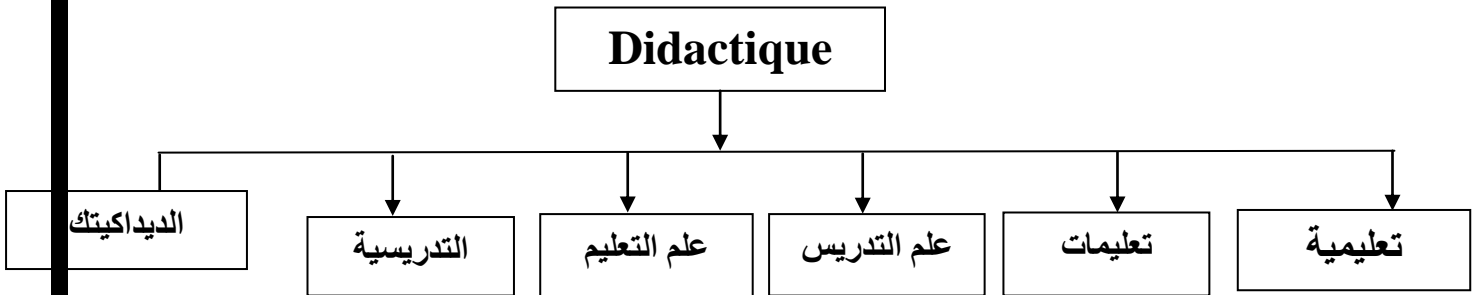 Didactique
تعليمية
تعليمات
علم التدريس
علم التعليم
التدريسية
الديداكيتك